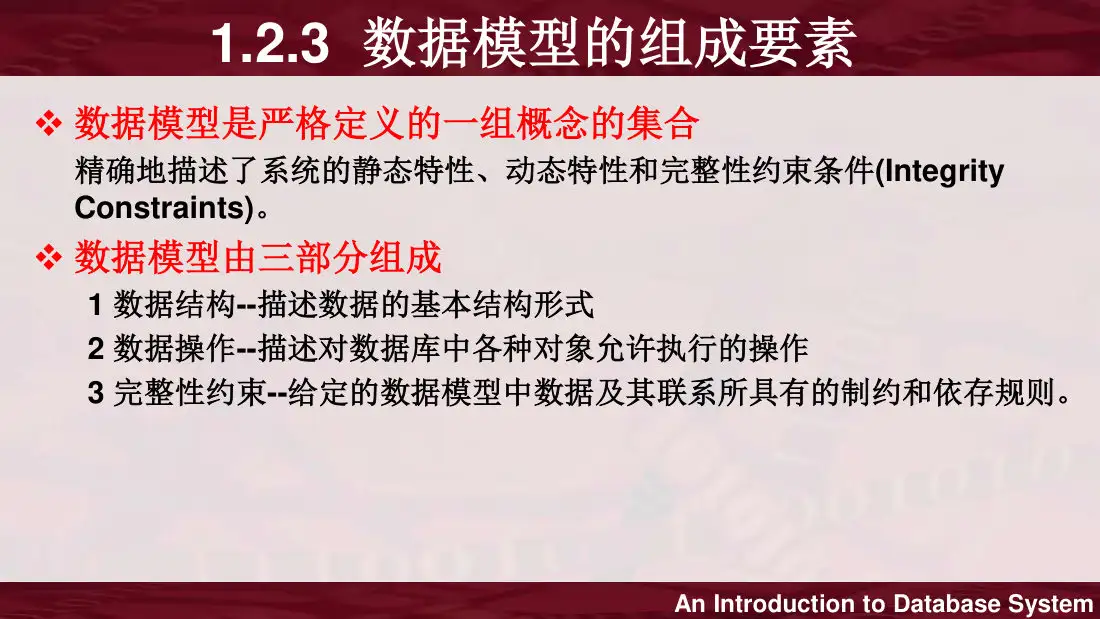 1.2.3 数据模型的组成要素
❖ 数据模型是严格定义的一组概念的集合
精确地描述了系统的静态特性、动态特性和完整性约束条件(Integrity
Constraints)。
❖ 数据模型由三部分组成
1 数据结构--描述数据的基本结构形式
2 数据操作--描述对数据库中各种对象允许执行的操作
3 完整性约束--给定的数据模型中数据及其联系所具有的制约和依存规则。
An Introduction to Database System